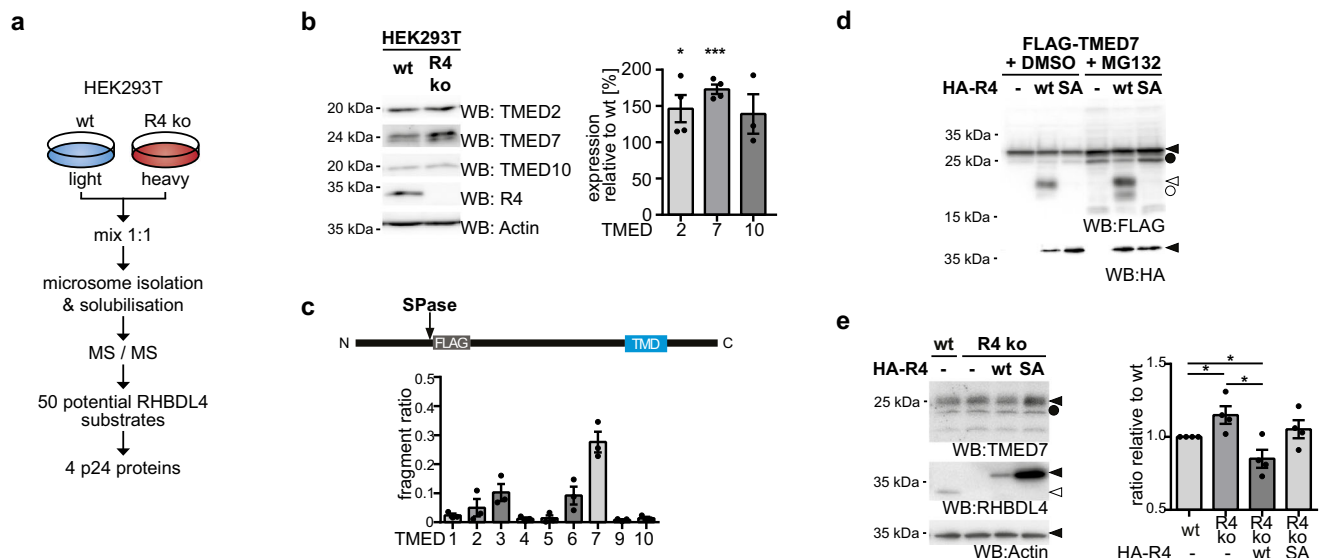 a
HEK293T
wt R4 ko
light heavy
mix 1:1
microsome isolation
& solubilisation
MS / MS
50 potential RHBDL4
substrates
4 p24 proteins
b
HEK293T
wt R4
ko
20 kDa - WB: TMED2
24 kDa - WB: TMED7
20 kDa - WB: TMED10
35 kDa - WB: R4
35 kDa - WB: Actin
* ***
expression
relative to wt [%]
200
150
100
50
0
TMED 2 7 10
c
SPase
N FLAG TMD C
fragment ratio
0.5
0.4
0.3
0.2
0.1
0
TMED 1 2 3 4 5 6 7 9 10
d
FLAG-TMED7
+ DMSO + MG132
HA-R4 - wt SA - wt SA
35 kDa -
25 kDa -
15 kDa -
WB:FLAG
35 kDa -
WB:HA
e
wt R4 ko
HA-R4 - - wt SA
25 kDa -
WB:TMED7
35 kDa -
WB:RHBDL4
35 kDa -
WB:Actin
ratio relative to wt
1.5
1.0
0.5
*
* *
wt R4 R4 R4
ko ko ko
HA-R4 - - wt SA